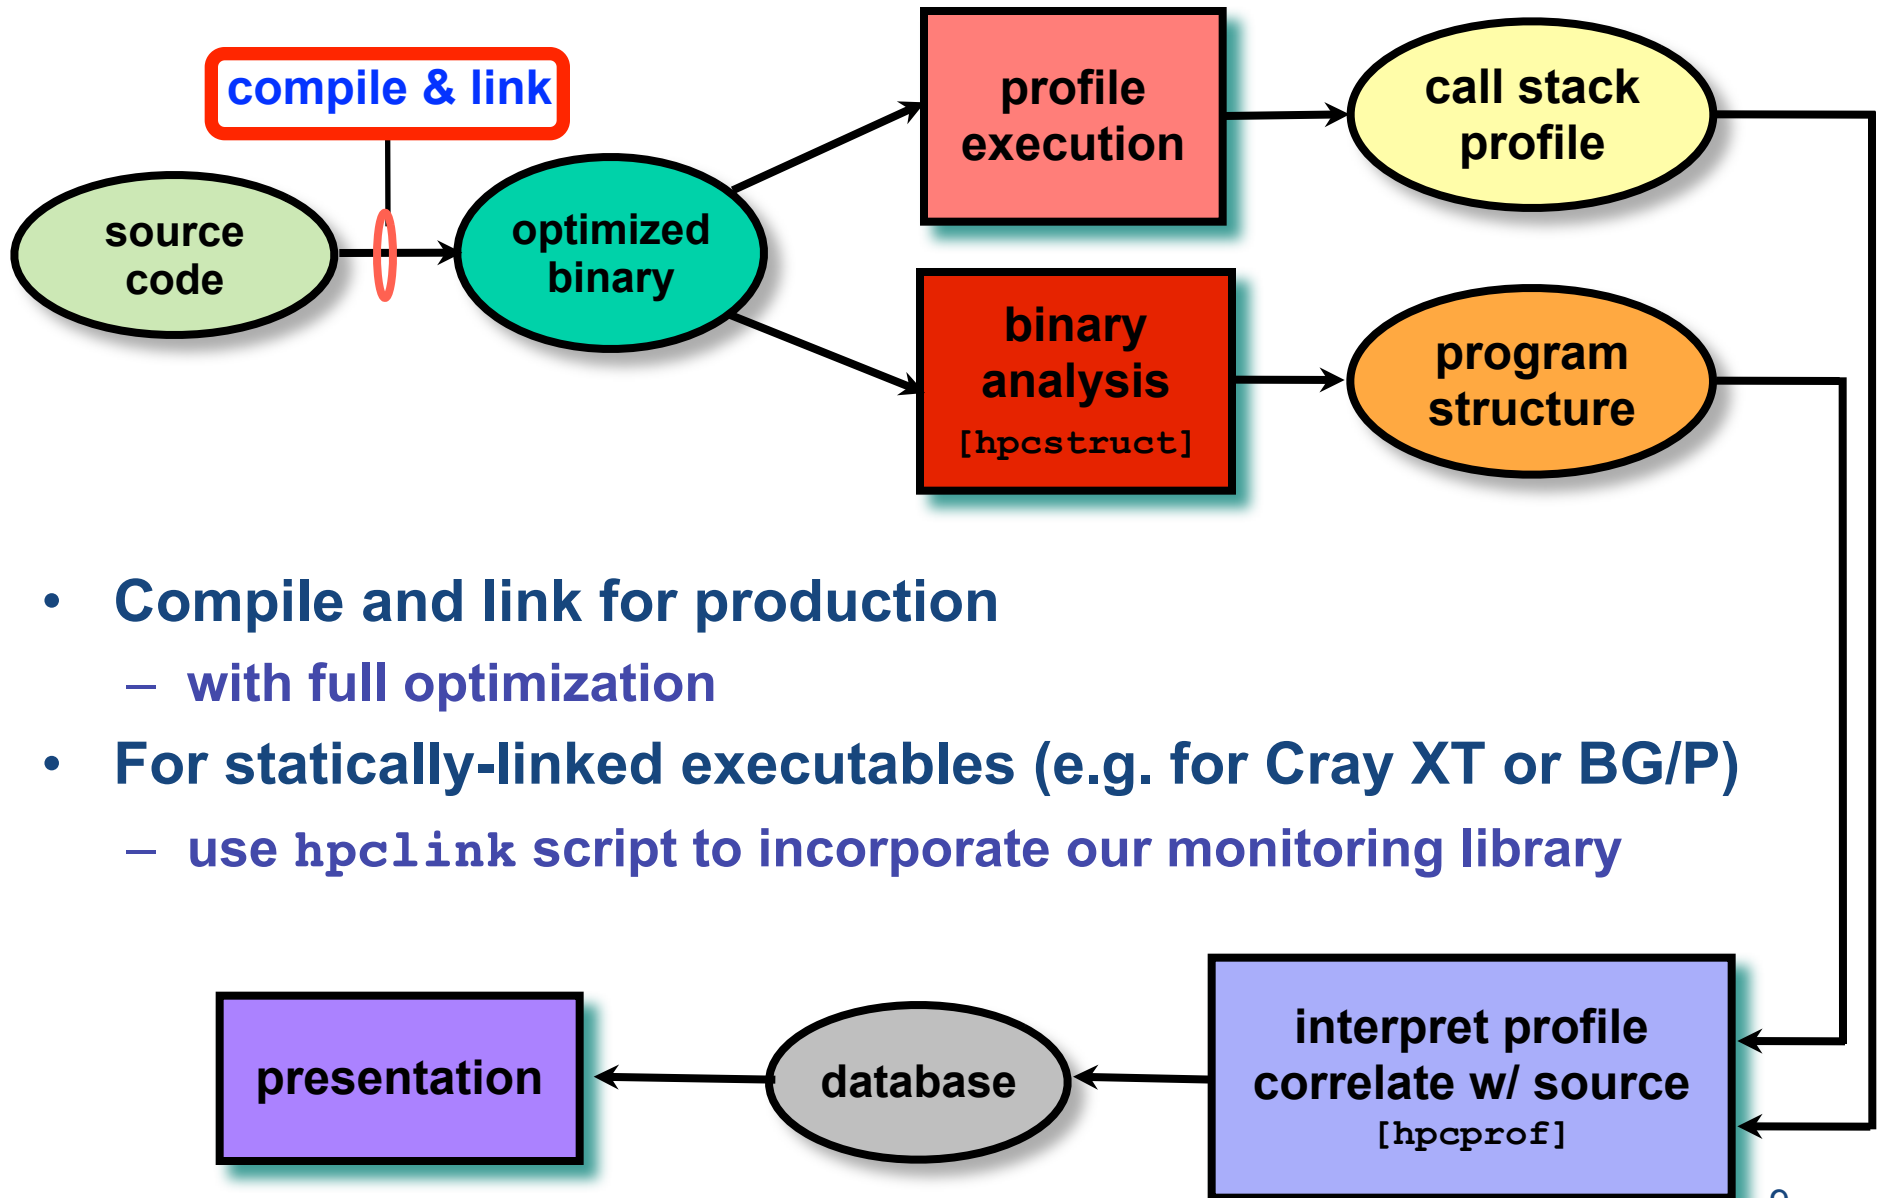 compile & link
source
code
optimized
binary
profile
execution
call stack
profile
binary
analysis
[hpcstruct]
program
structure
• Compile and link for production
– with full optimization
• For statically-linked executables (e.g. for Cray XT or BG/P)
– use hpclink script to incorporate our monitoring library
presentation
database
interpret profile
correlate w/ source
[hpcprof]